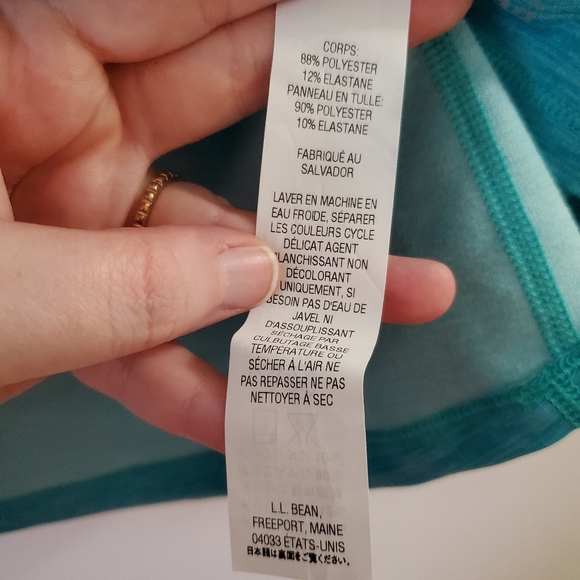 CORPS:
88% POLYESTER
12% ELASTANE
PANNEAU EN TULLE:
90% POLYESTER
10% ELASTANE
FABRIQUÉ AU
SALVADOR
LAVER EN MACHINE EN
EAU FROIDE, SÉPARER
LES COULEURS CYCLE
DÉLICAT AGENT
LANCHISSANT NON
DÉCOLORANT
UNIQUEMENT, SI
BESOIN PAS D'EAU DE
JAVEL NI
D'ASSOUPLISSANT
SÉCHAGE PAR
CULBUTAGE BASSE
TEMPÉRATURE OU
SÉCHER À L'AIR NE
PAS REPASSER NE PAS
NETTOYER À SEC
L.L. BEAN,
FREEPORT, MAINE
04033 ÉTATS-UNIS
日本語は裏面をご覧ください。